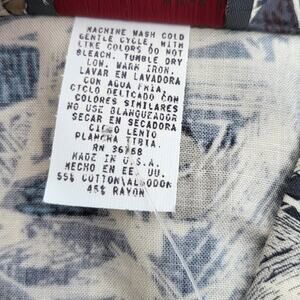 MACHINE WASH COLD
GENTLE CYCLE, WITH
LIKE COLORS DO NOT
BLEACH. TUMBLE DRY
LOW. WARM IRON.
LAVAR EN LAVADORA
CON AGUA FRIA,
CICLO DELICADO CON
COLORES SIMILARES
NO USE BLANQUEADOR
SECAR EN SECADORA
CICLO LENTO
PLANCHA TIBIA.
RN 36768
MADE IN U.S.A.
HECHO EN EE. UU.
55% COTTON\ALGODON
45% RAYON